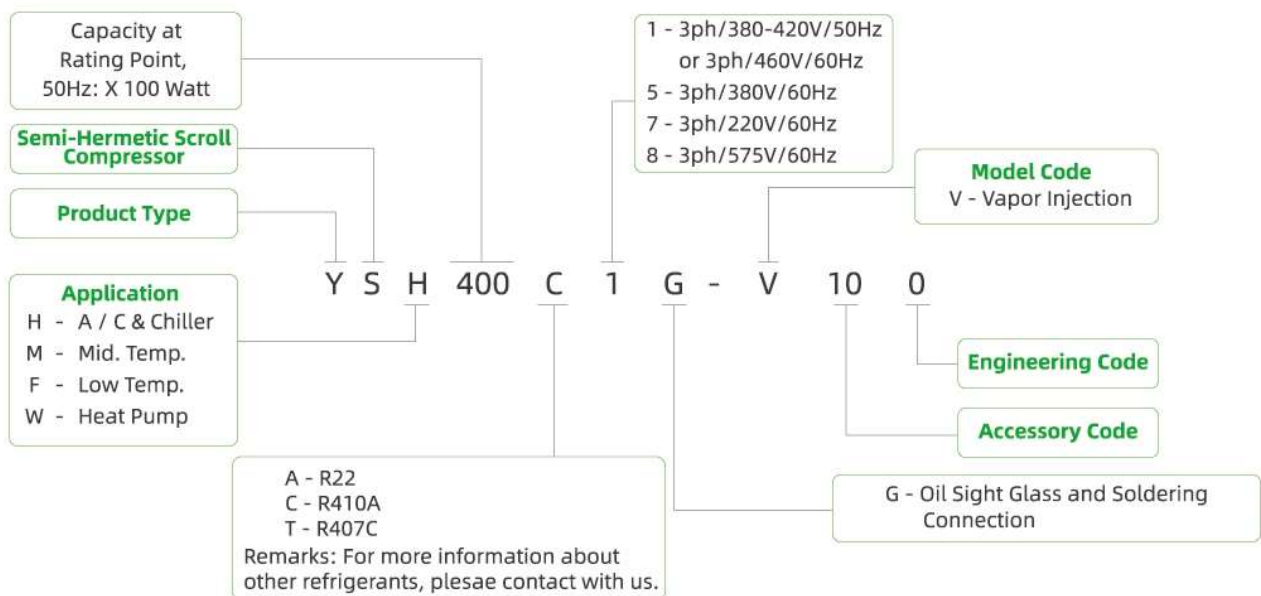 Capacity at
Rating Point,
50Hz: X 100 Watt
Semi-Hermetic Scroll
Compressor
Product Type
Application
H - A / C & Chiller
M - Mid. Temp.
F - Low Temp.
W - Heat Pump
1 - 3ph/380-420V/50Hz
or 3ph/460V/60Hz
5 - 3ph/380V/60Hz
7 - 3ph/220V/60Hz
8 - 3ph/575V/60Hz
Model Code
V - Vapor Injection
Y S H 400 C 1 G - V 10 0
Engineering Code
Accessory Code
G - Oil Sight Glass and Soldering
Connection
A - R22
C - R410A
T - R407C
Remarks: For more information about
other refrigerants, plesae contact with us.